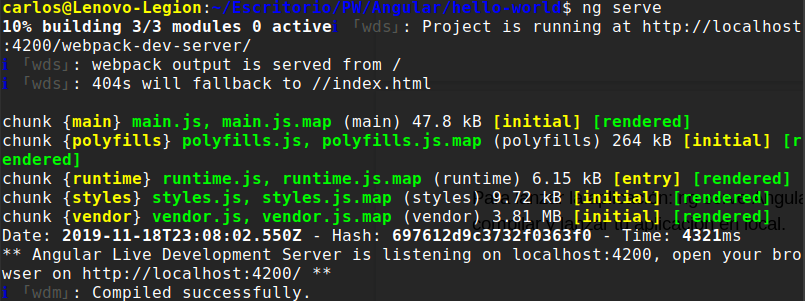 carlos@Lenovo-Legion:~/Escritorio/PW/Angular/hello-world$ ng serve
10% building 3/3 modules 0 activeℹ ｢wds｣: Project is running at http://localhost
:4200/webpack-dev-server/
ℹ ｢wds｣: webpack output is served from /
ℹ ｢wds｣: 404s will fallback to //index.html

chunk {main} main.js, main.js.map (main) 47.8 kB [initial] [rendered]
chunk {polyfills} polyfills.js, polyfills.js.map (polyfills) 264 kB [initial] [r
endered]
chunk {runtime} runtime.js, runtime.js.map (runtime) 6.15 kB [entry] [rendered]
chunk {styles} styles.js, styles.js.map (styles) 9.72 kB [initial] [rendered]
chunk {vendor} vendor.js, vendor.js.map (vendor) 3.81 MB [initial] [rendered]
Date: 2019-11-18T23:08:02.550Z - Hash: 697612d9c3732f0363f0 - Time: 4321ms
** Angular Live Development Server is listening on localhost:4200, open your bro
wser on http://localhost:4200/ **
ℹ ｢wdm｣: Compiled successfully.